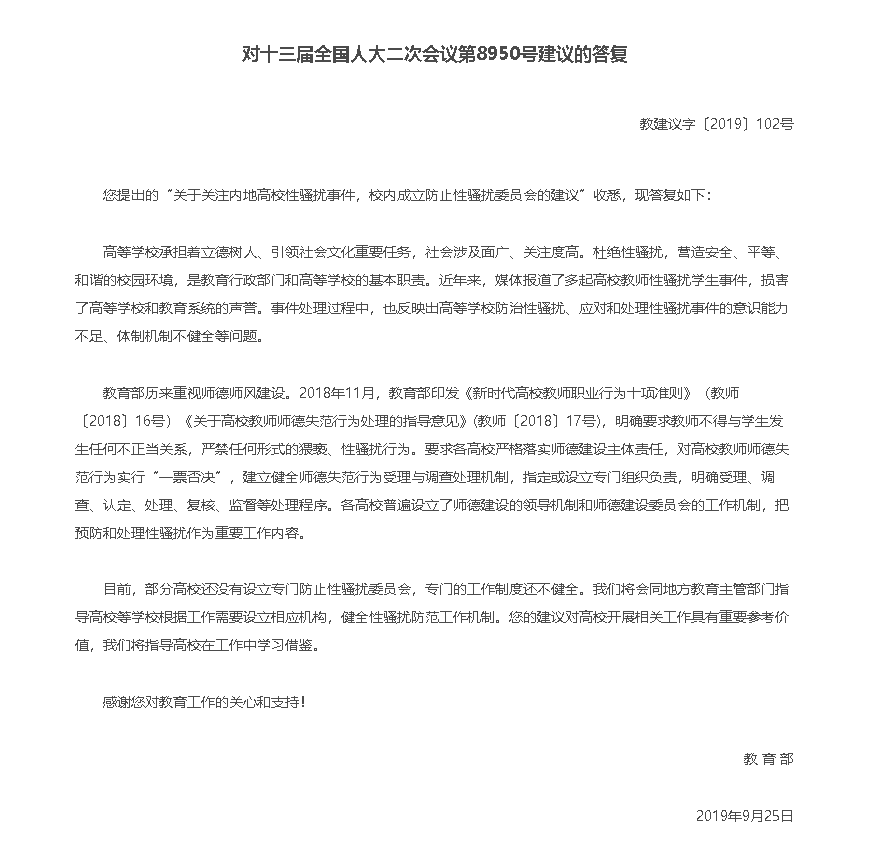 对十三届全国人大二次会议第8950号建议的答复
教建议字〔2019〕102号
您提出的“关于关注内地高校性骚扰事件，校内成立防止性骚扰委员会的建议”收悉，现答复如下：
高等学校承担着立德树人、引领社会文化重要任务，社会涉及面广、关注度高。杜绝性骚扰，营造安全、平等、
和谐的校园环境，是教育行政部门和高等学校的基本职责。近年来，媒体报道了多起高校教师性骚扰学生事件，损害
了高等学校和教育系统的声誉。事件处理过程中，也反映出高等学校防治性骚扰、应对和处理性骚扰事件的意识能力
不足、体制机制不健全等问题。
教育部历来重视师德师风建设。2018年11月，教育部印发《新时代高校教师职业行为十项准则》（教师
〔2018〕16号）《关于高校教师师德失范行为处理的指导意见》(教师〔2018〕17号)，明确要求教师不得与学生发
生任何不正当关系，严禁任何形式的猥亵、性骚扰行为。要求各高校严格落实师德建设主体责任，对高校教师师德失
范行为实行“一票否决”，建立健全师德失范行为受理与调查处理机制，指定或设立专门组织负责，明确受理、调
查、认定、处理、复核、监督等处理程序。各高校普遍设立了师德建设的领导机制和师德建设委员会的工作机制，把
预防和处理性骚扰作为重要工作内容。
目前，部分高校还没有设立专门防止性骚扰委员会，专门的工作制度还不健全。我们将会同地方教育主管部门指
导高校等学校根据工作需要设立相应机构，健全性骚扰防范工作机制。您的建议对高校开展相关工作具有重要参考价
值，我们将指导高校在工作中学习借鉴。
感谢您对教育工作的关心和支持！
教 育 部
2019年9月25日